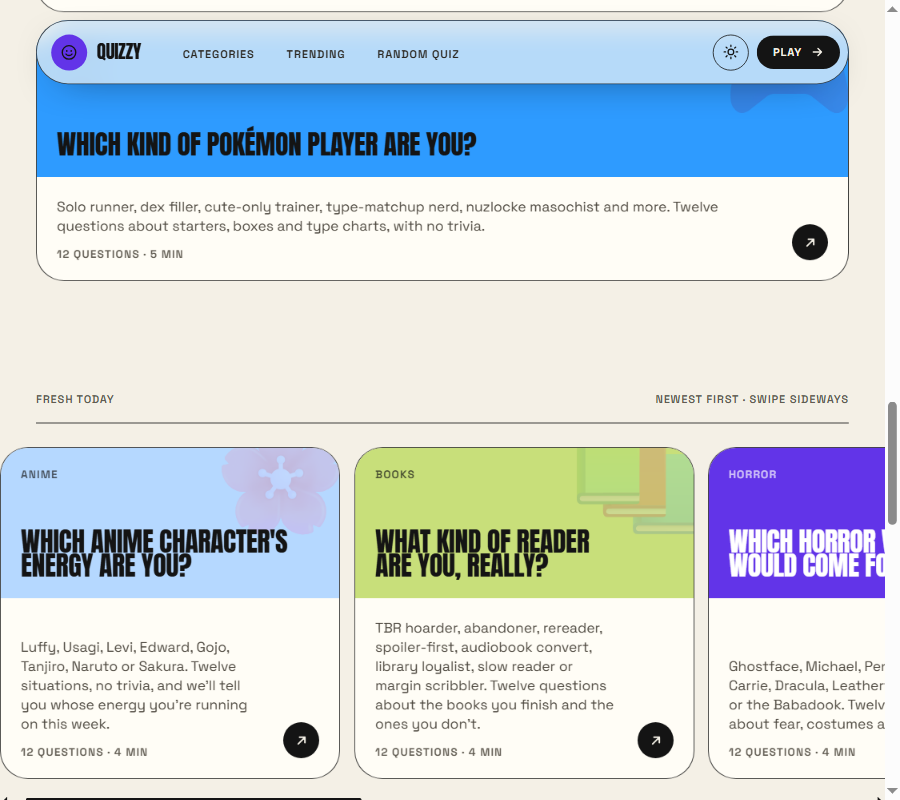 QUIZZY
CATEGORIES
TRENDING
RANDOM QUIZ
PLAY
WHICH KIND OF POKÉMON PLAYER ARE YOU?
Solo runner, dex filler, cute-only trainer, type-matchup nerd, nuzlocke masochist and more. Twelve
questions about starters, boxes and type charts, with no trivia.
12 QUESTIONS · 5 MIN
FRESH TODAY
NEWEST FIRST · SWIPE SIDEWAYS
ANIME
WHICH ANIME CHARACTER'S
ENERGY ARE YOU?
Luffy, Usagi, Levi, Edward, Gojo,
Tanjiro, Naruto or Sakura. Twelve
situations, no trivia, and we'll tell
you whose energy you're running
on this week.
12 QUESTIONS · 4 MIN
BOOKS
WHAT KIND OF READER
ARE YOU, REALLY?
TBR hoarder, abandoner, rereader,
spoiler-first, audiobook convert,
library loyalist, slow reader or
margin scribbler. Twelve questions
about the books you finish and the
ones you don't.
12 QUESTIONS · 4 MIN
HORROR
WHICH HORROR
WOULD COME
Ghostface, Michael,
Carrie, Dracula,
or the Babadook.
about fear, costumes
12 QUESTIONS · 4 MIN